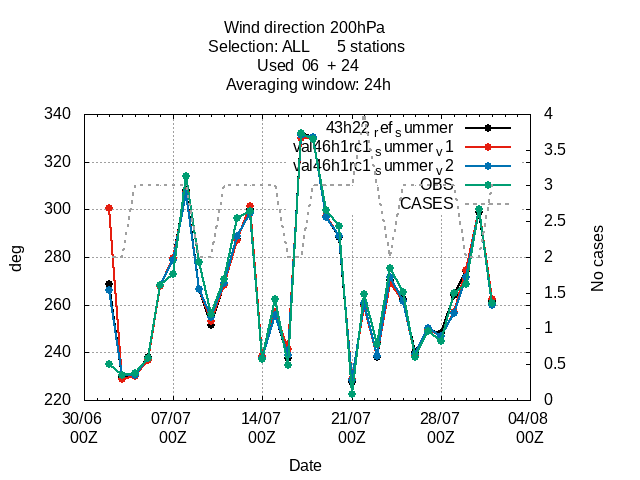 Wind direction 200hPa
Selection: ALL 5 stations
Used 06 + 24
Averaging window: 24h
340
320
300
280
260
240
220
deg
4
3.5
3
2.5
2
1.5
1
0.5
0
No cases
43h22_ref_summer
val46h1rc1_summer_v1
val46h1rc1_summer_v2
OBS
CASES
30/06 07/07 14/07 21/07 28/07 04/08
00Z 00Z 00Z 00Z 00Z 00Z
Date